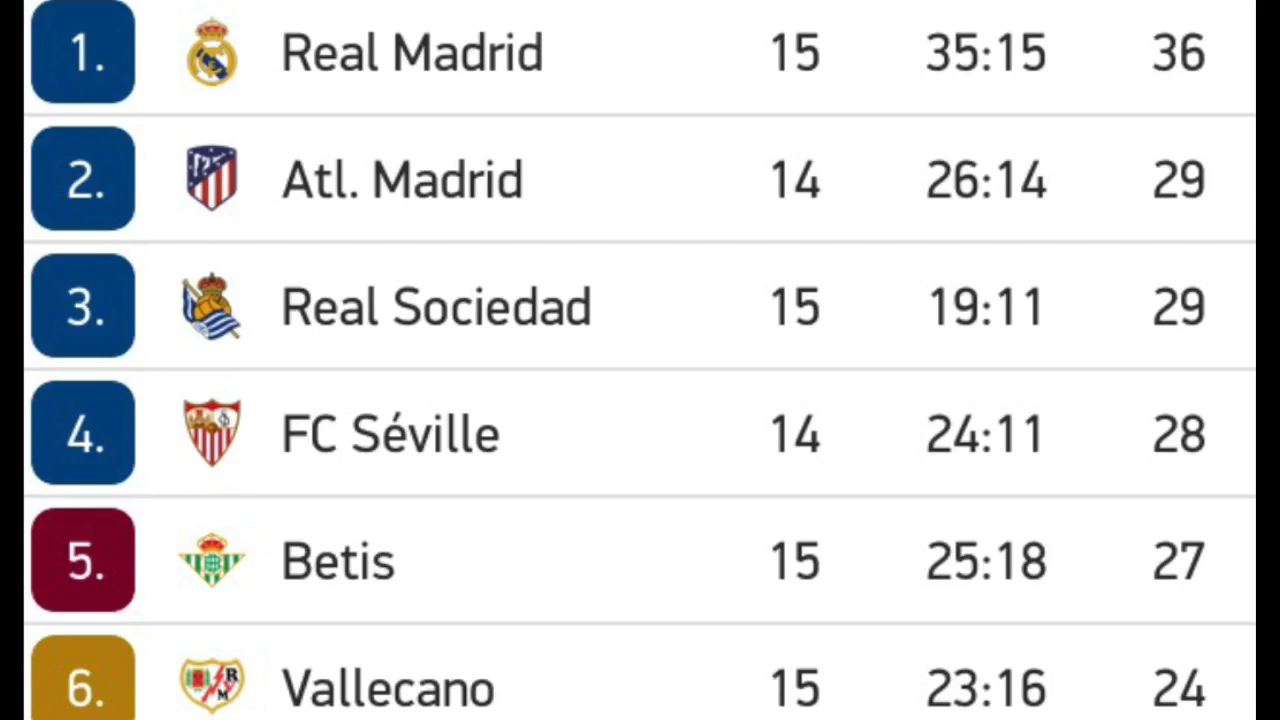 1. Real Madrid 15 35:15 36
2. Atl. Madrid 14 26:14 29
3. Real Sociedad 15 19:11 29
4. FC Séville 14 24:11 28
5. Betis 15 25:18 27
6. Vallecano 15 23:16 24